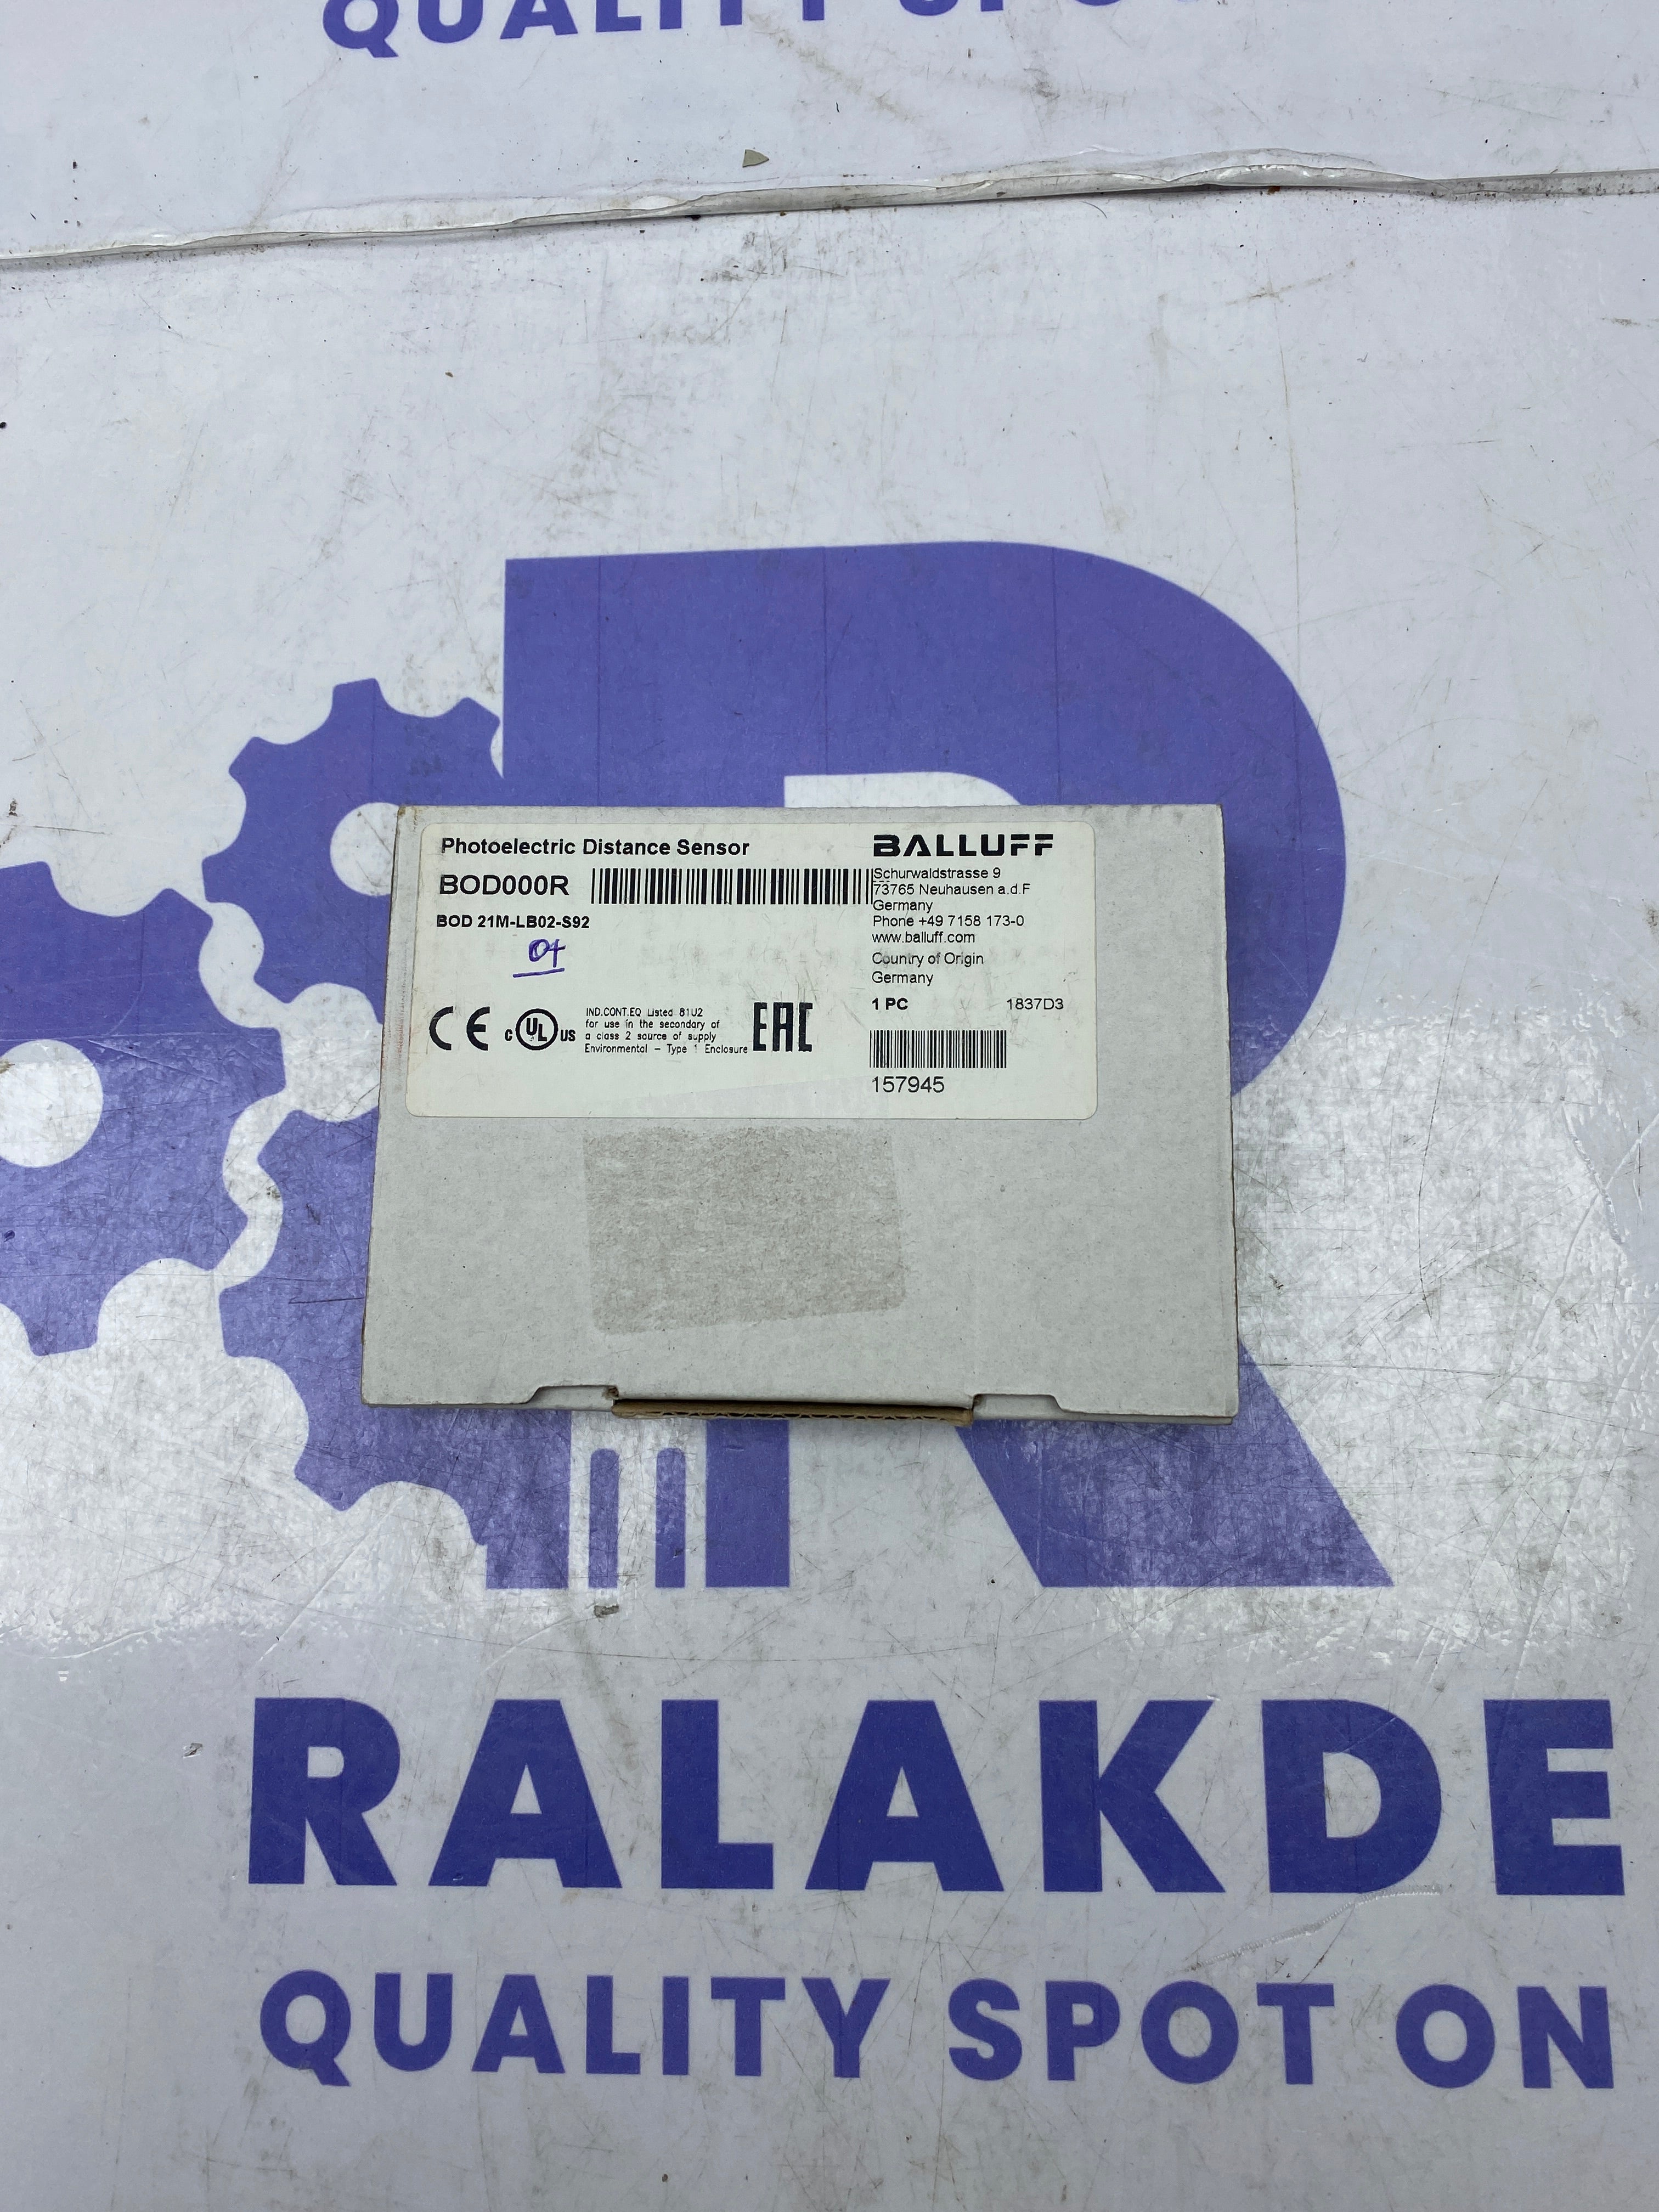 QUALITY SPOT
Photoelectric Distance Sensor
BOD000R
BOD 21M-LB02-S92
04
BALLUFF
Schurwaldstrasse 9
73765 Neuhausen a.d.F
Germany
Phone +49 7158 173-0
www.balluff.com
Country of Origin
Germany
1 PC 1837D3
157945
CE
c UL US
IND.CONT.EQ Listed 81U2
for use in the secondary of
a class 2 source of supply
Environmental - Type 1 Enclosure
EAC
R
RALAKDE
QUALITY SPOT ON